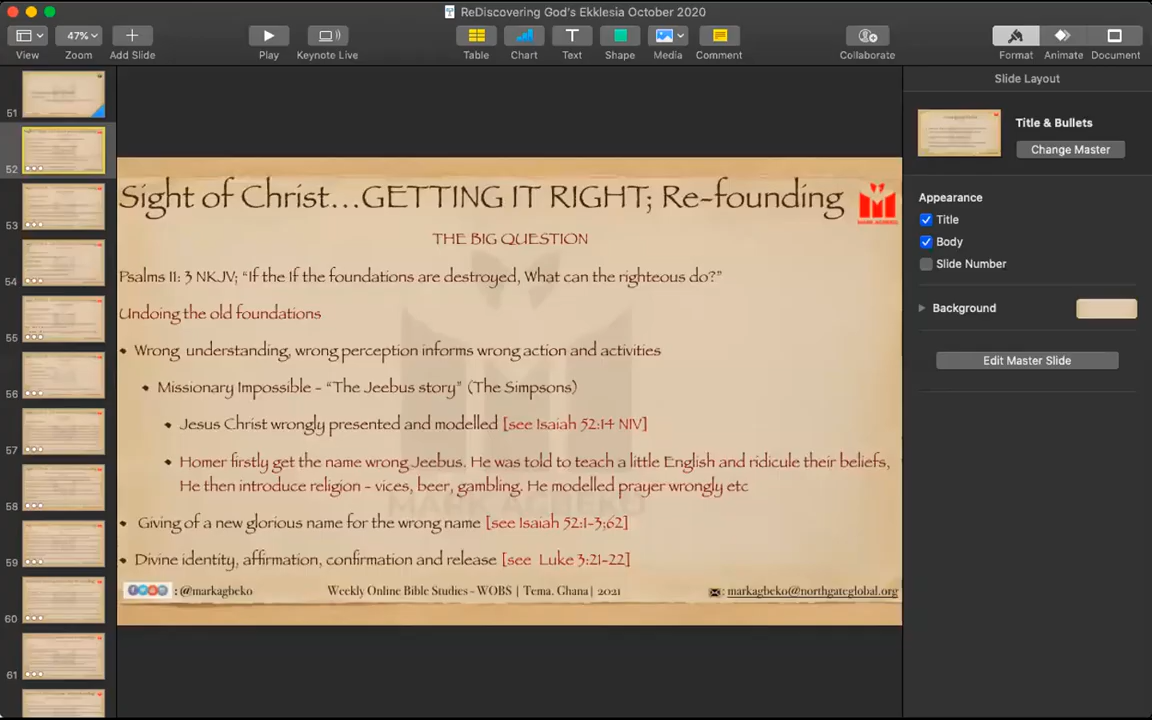 ReDiscovering God's Ekklesia October 2020
47%
View
Zoom
Add Slide
Play
Keynote Live
Table
Chart
Text
Shape
Media
Comment
Collaborate
Format
Animate
Document
51
52
53
54
55
56
57
58
59
60
61
Sight of Christ...GETTING IT RIGHT; Re-founding
MARK AGBEKO
THE BIG QUESTION
Psalms 11: 3 NKJV; "If the If the foundations are destroyed, What can the righteous do?"
Undoing the old foundations
• Wrong understanding, wrong perception informs wrong action and activities
• Missionary Impossible - "The Jeebus story" (The Simpsons)
• Jesus Christ wrongly presented and modelled [see Isaiah 52:14 NIV]
• Homer firstly get the name wrong Jeebus. He was told to teach a little English and ridicule their beliefs,
He then introduce religion - vices, beer, gambling. He modelled prayer wrongly etc
MARK AGBEKO
• Giving of a new glorious name for the wrong name [see Isaiah 52:1-3;62]
• Divine identity, affirmation, confirmation and release [see Luke 3:21-22]
: @markagbeko
Weekly Online Bible Studies - WOBS | Tema, Ghana| 2021
: markagbeko@northgateglobal.org
Slide Layout
Title & Bullets
Change Master
Appearance
Title
Body
Slide Number
Background
Edit Master Slide